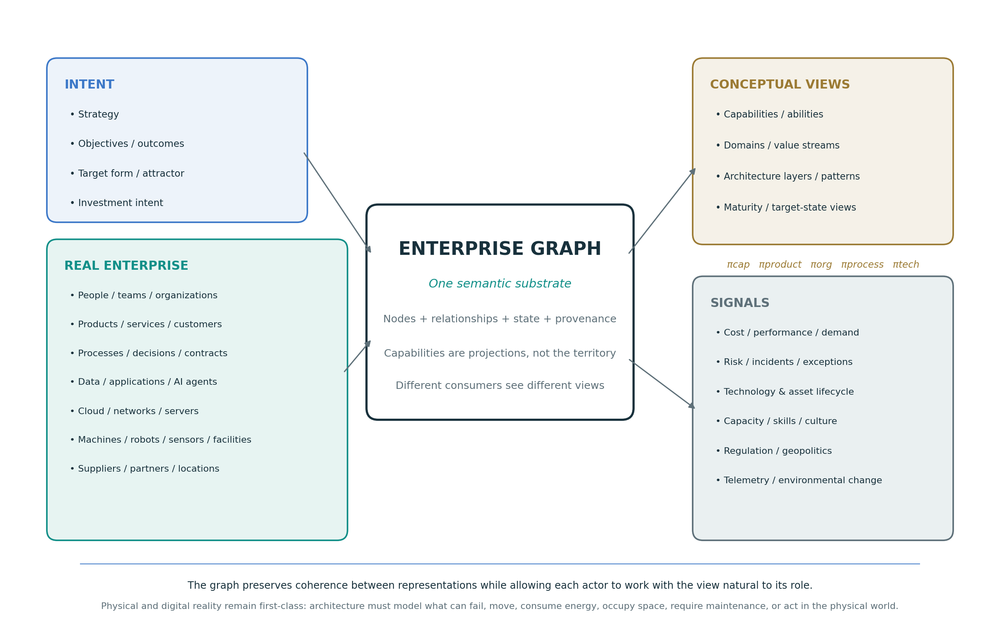 INTENT
• Strategy
• Objectives / outcomes
• Target form / attractor
• Investment intent
REAL ENTERPRISE
• People / teams / organizations
• Products / services / customers
• Processes / decisions / contracts
• Data / applications / AI agents
• Cloud / networks / servers
• Machines / robots / sensors / facilities
• Suppliers / partners / locations
ENTERPRISE GRAPH
One semantic substrate
Nodes + relationships + state + provenance
Capabilities are projections, not the territory
Different consumers see different views
CONCEPTUAL VIEWS
• Capabilities / abilities
• Domains / value streams
• Architecture layers / patterns
• Maturity / target-state views
πcap πproduct πorg πprocess πtech
SIGNALS
• Cost / performance / demand
• Risk / incidents / exceptions
• Technology & asset lifecycle
• Capacity / skills / culture
• Regulation / geopolitics
• Telemetry / environmental change
The graph preserves coherence between representations while allowing each actor to work with the view natural to its role.
Physical and digital reality remain first-class: architecture must model what can fail, move, consume energy, occupy space, require maintenance, or act in the physical world.